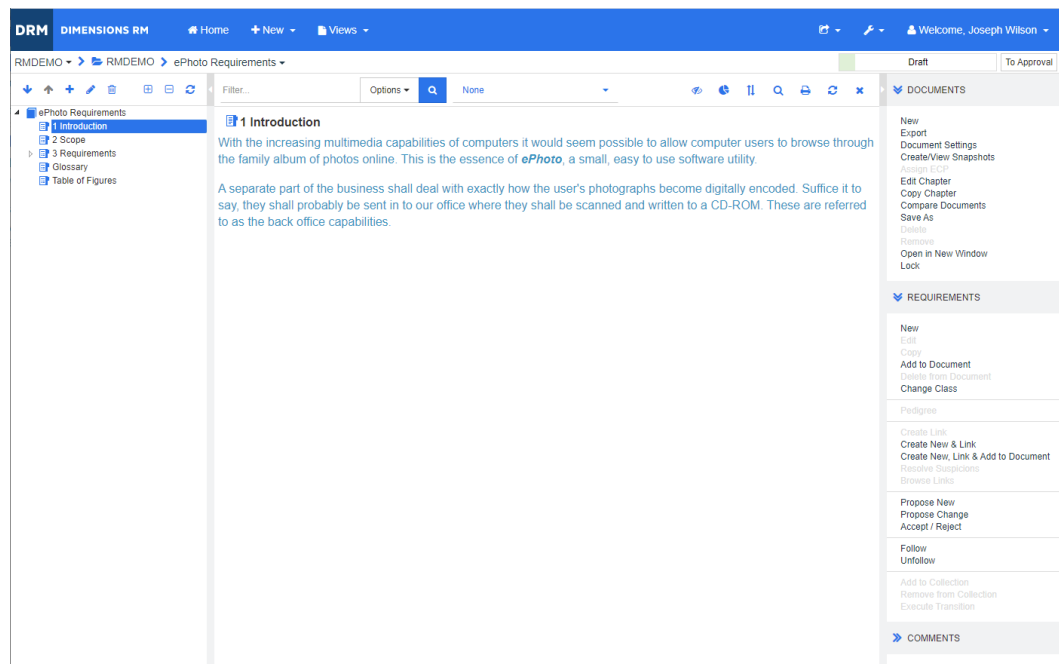 DRM DIMENSIONS RM Home New Views Welcome, Joseph Wilson
RMDEMO RMDEMO ePhoto Requirements Draft To Approval
Filter... Options None
ePhoto Requirements
1 Introduction
2 Scope
3 Requirements
Glossary
Table of Figures
1 Introduction
With the increasing multimedia capabilities of computers it would seem possible to allow computer users to browse through
the family album of photos online. This is the essence of ePhoto, a small, easy to use software utility.
A separate part of the business shall deal with exactly how the user's photographs become digitally encoded. Suffice it to
say, they shall probably be sent in to our office where they shall be scanned and written to a CD-ROM. These are referred
to as the back office capabilities.
DOCUMENTS
New
Export
Document Settings
Create/View Snapshots
Assign ECP
Edit Chapter
Copy Chapter
Compare Documents
Save As
Delete
Remove
Open in New Window
Lock
REQUIREMENTS
New
Edit
Copy
Add to Document
Delete from Document
Change Class
Pedigree
Create Link
Create New & Link
Create New, Link & Add to Document
Resolve Suspicions
Browse Links
Propose New
Propose Change
Accept / Reject
Follow
Unfollow
Add to Collection
Remove from Collection
Execute Transition
COMMENTS